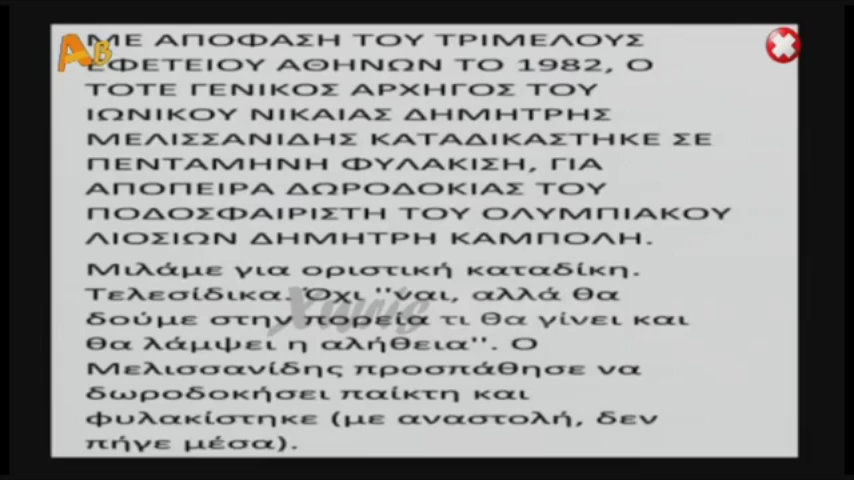 ΑΒ
ΜΕ ΑΠΟΦΑΣΗ ΤΟΥ ΤΡΙΜΕΛΟΥΣ
ΕΦΕΤΕΙΟΥ ΑΘΗΝΩΝ ΤΟ 1982, Ο
ΤΟΤΕ ΓΕΝΙΚΟΣ ΑΡΧΗΓΟΣ ΤΟΥ
ΙΩΝΙΚΟΥ ΝΙΚΑΙΑΣ ΔΗΜΗΤΡΗΣ
ΜΕΛΙΣΣΑΝΙΔΗΣ ΚΑΤΑΔΙΚΑΣΤΗΚΕ ΣΕ
ΠΕΝΤΑΜΗΝΗ ΦΥΛΑΚΙΣΗ, ΓΙΑ
ΑΠΟΠΕΙΡΑ ΔΩΡΟΔΟΚΙΑΣ ΤΟΥ
ΠΟΔΟΣΦΑΙΡΙΣΤΗ ΤΟΥ ΟΛΥΜΠΙΑΚΟΥ
ΛΙΟΣΙΩΝ ΔΗΜΗΤΡΗ ΚΑΜΠΟΛΗ.
Μιλάμε για οριστική καταδίκη.
Τελεσίδικα. Όχι ''ναι, αλλά θα
δούμε στην πορεία τι θα γίνει και
θα λάμψει η αλήθεια''. Ο
Μελισσανίδης προσπάθησε να
δωροδοκήσει παίκτη και
φυλακίστηκε (με αναστολή, δεν
πήγε μέσα).